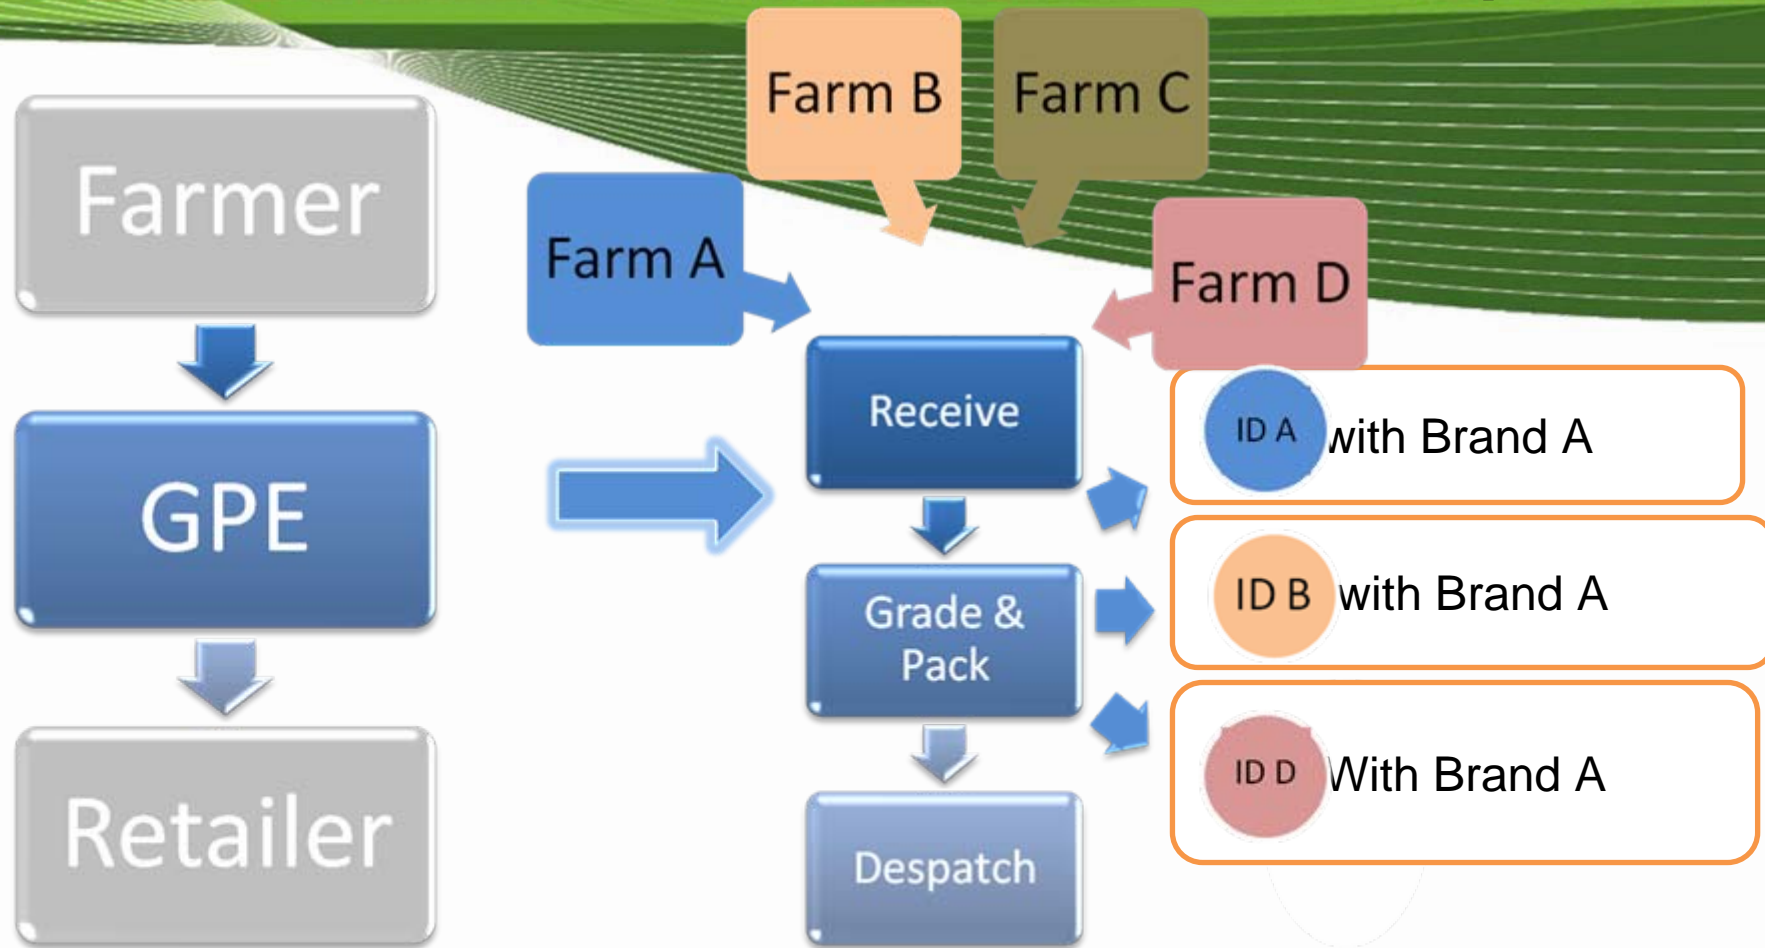 Farmer
GPE
Retailer
Farm A
Farm B
Farm C
Farm D
Receive
Grade &
Pack
Despatch
ID A with Brand A
ID B with Brand A
ID D With Brand A